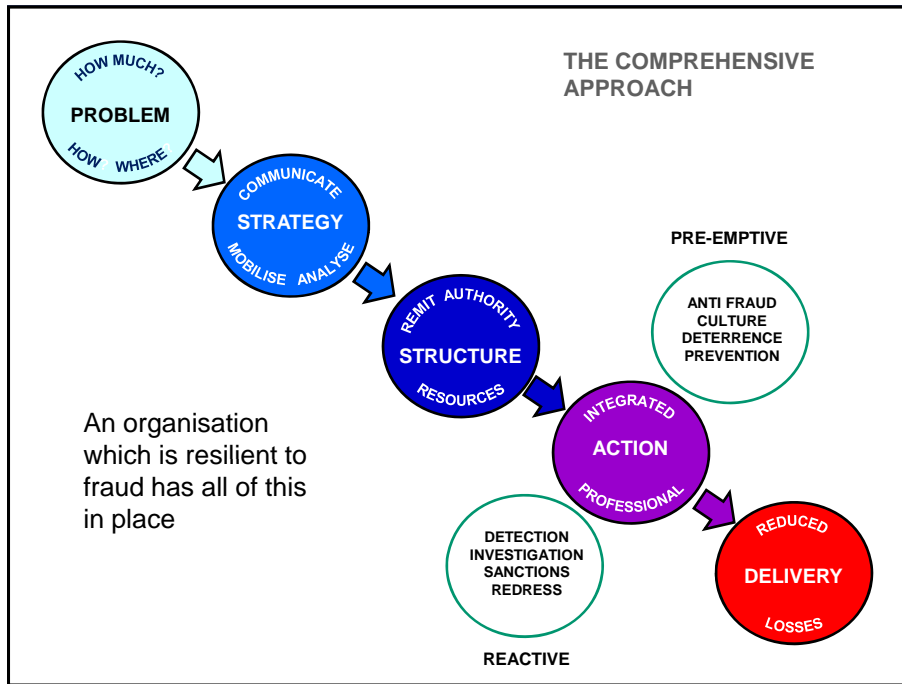 THE COMPREHENSIVE
APPROACH
HOW MUCH?
PROBLEM
HOW? WHERE?
COMMUNICATE
STRATEGY
MOBILISE ANALYSE
REMIT AUTHORITY
STRUCTURE
RESOURCES
PRE-EMPTIVE
ANTI FRAUD
CULTURE
DETERRENCE
PREVENTION
INTEGRATED
ACTION
PROFESSIONAL
An organisation
which is resilient to
fraud has all of this
in place
DETECTION
INVESTIGATION
SANCTIONS
REDRESS
REACTIVE
REDUCED
DELIVERY
LOSSES